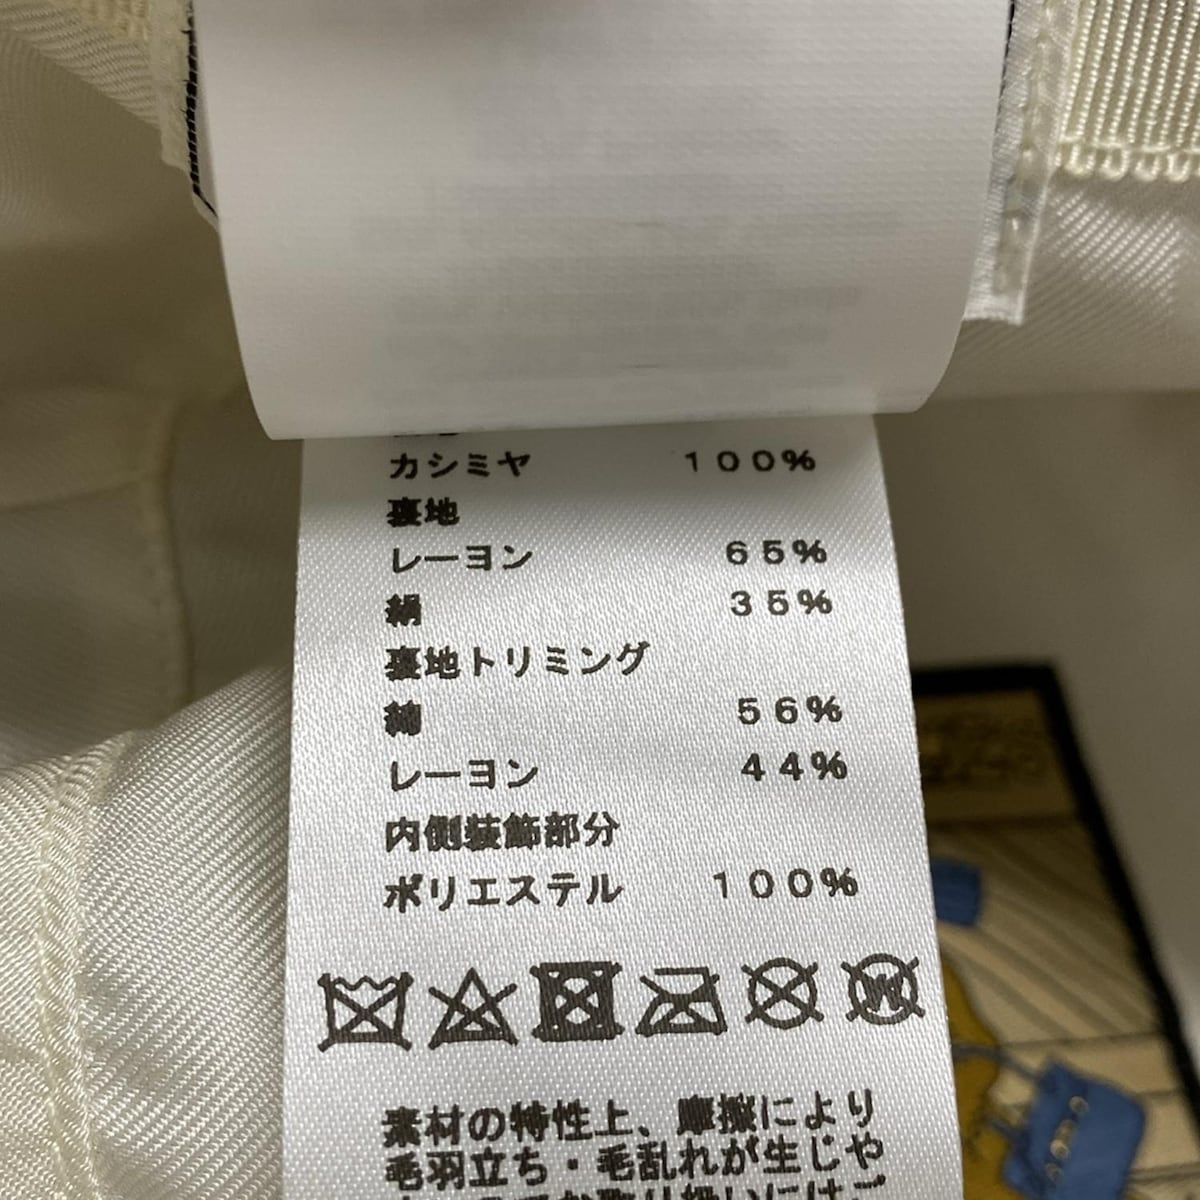 カシミヤ 100%
裏地
レーヨン 65%
絹 35%
裏地トリミング
綿 56%
レーヨン 44%
内側装飾部分
ポリエステル 100%
W
素材の特性上、摩擦により
毛羽立ち・毛乱れが生じや